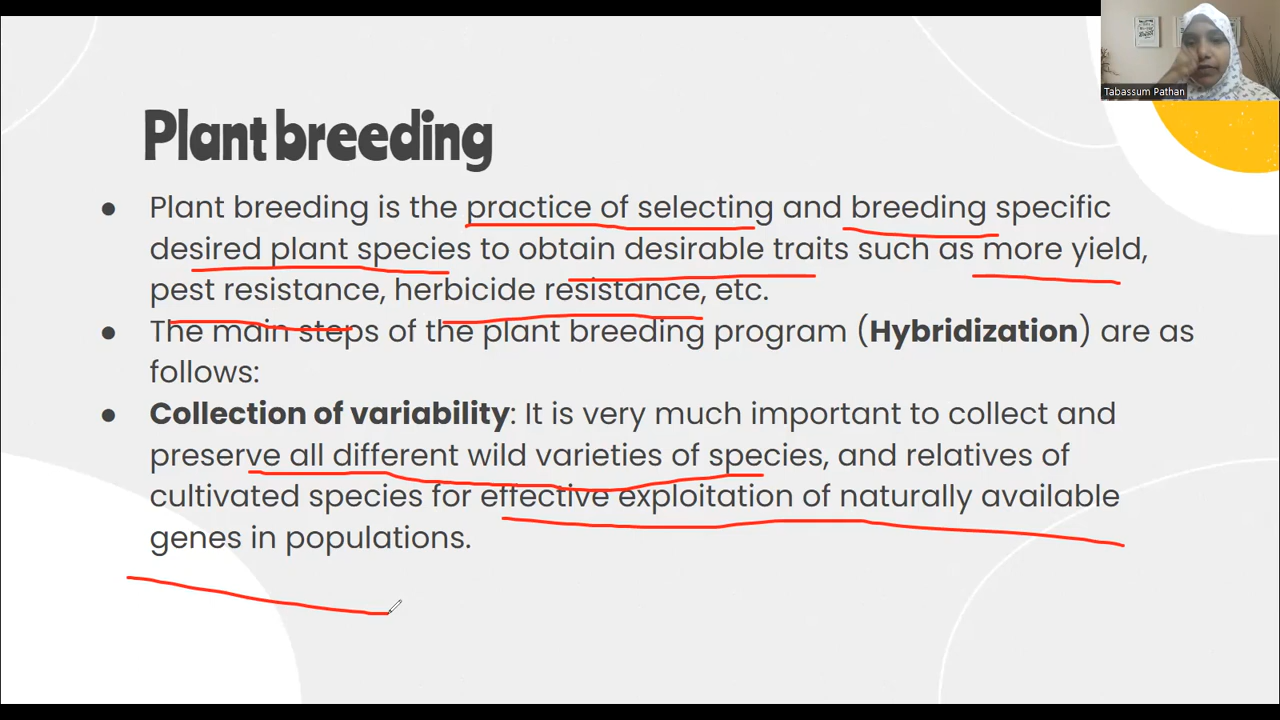 Tabassum Pathan
Plant breeding
● Plant breeding is the practice of selecting and breeding specific
desired plant species to obtain desirable traits such as more yield,
pest resistance, herbicide resistance, etc.
● The main steps of the plant breeding program (Hybridization) are as
follows:
● Collection of variability: It is very much important to collect and
preserve all different wild varieties of species, and relatives of
cultivated species for effective exploitation of naturally available
genes in populations.